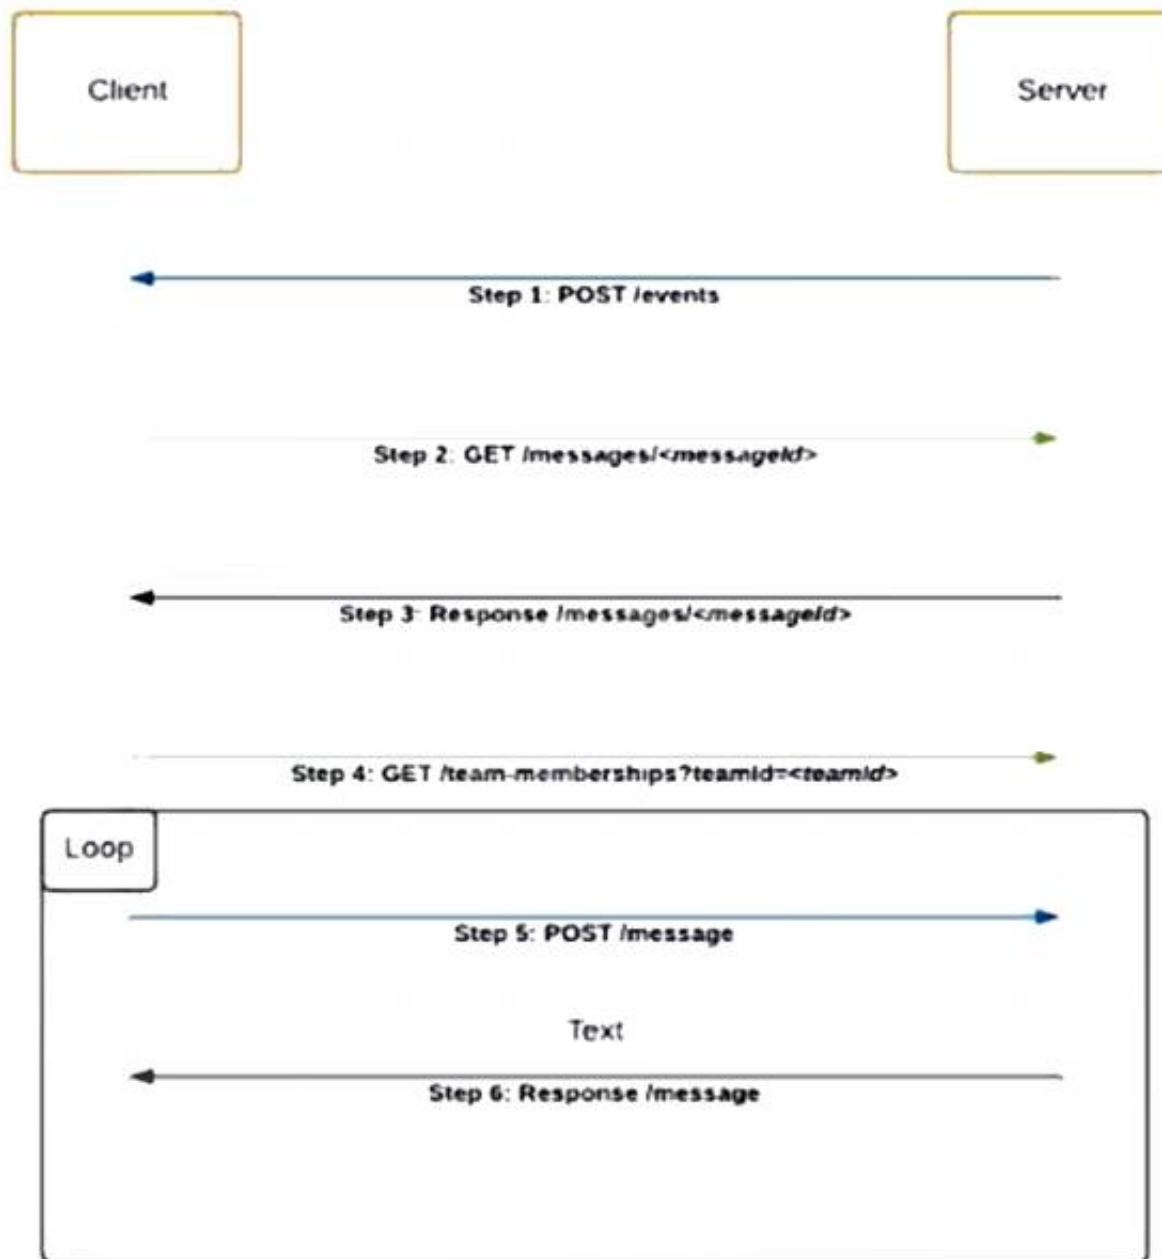 Client
Server
Step 1: POST /events
Step 2: GET /messages/<messageId>
Step 3: Response /messages/<messageId>
Step 4: GET /team-memberships?teamId=<teamId>
Loop
Step 5: POST /message
Text
Step 6: Response /message